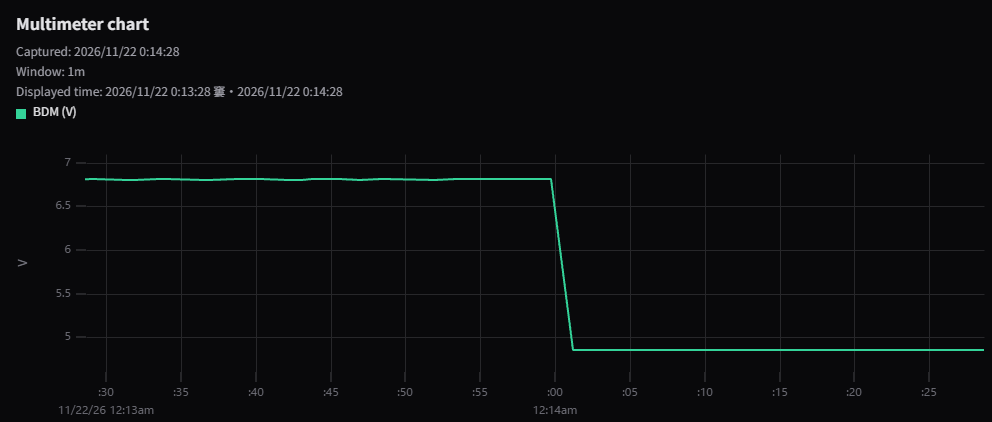 Multimeter chart
Captured: 2026/11/22 0:14:28
Window: 1m
Displayed time: 2026/11/22 0:13:28 ・2026/11/22 0:14:28
BDM (V)
7
6.5
6
5.5
5
V
:30 :35 :40 :45 :50 :55 :00 :05 :10 :15 :20 :25
11/22/26 12:13am 12:14am